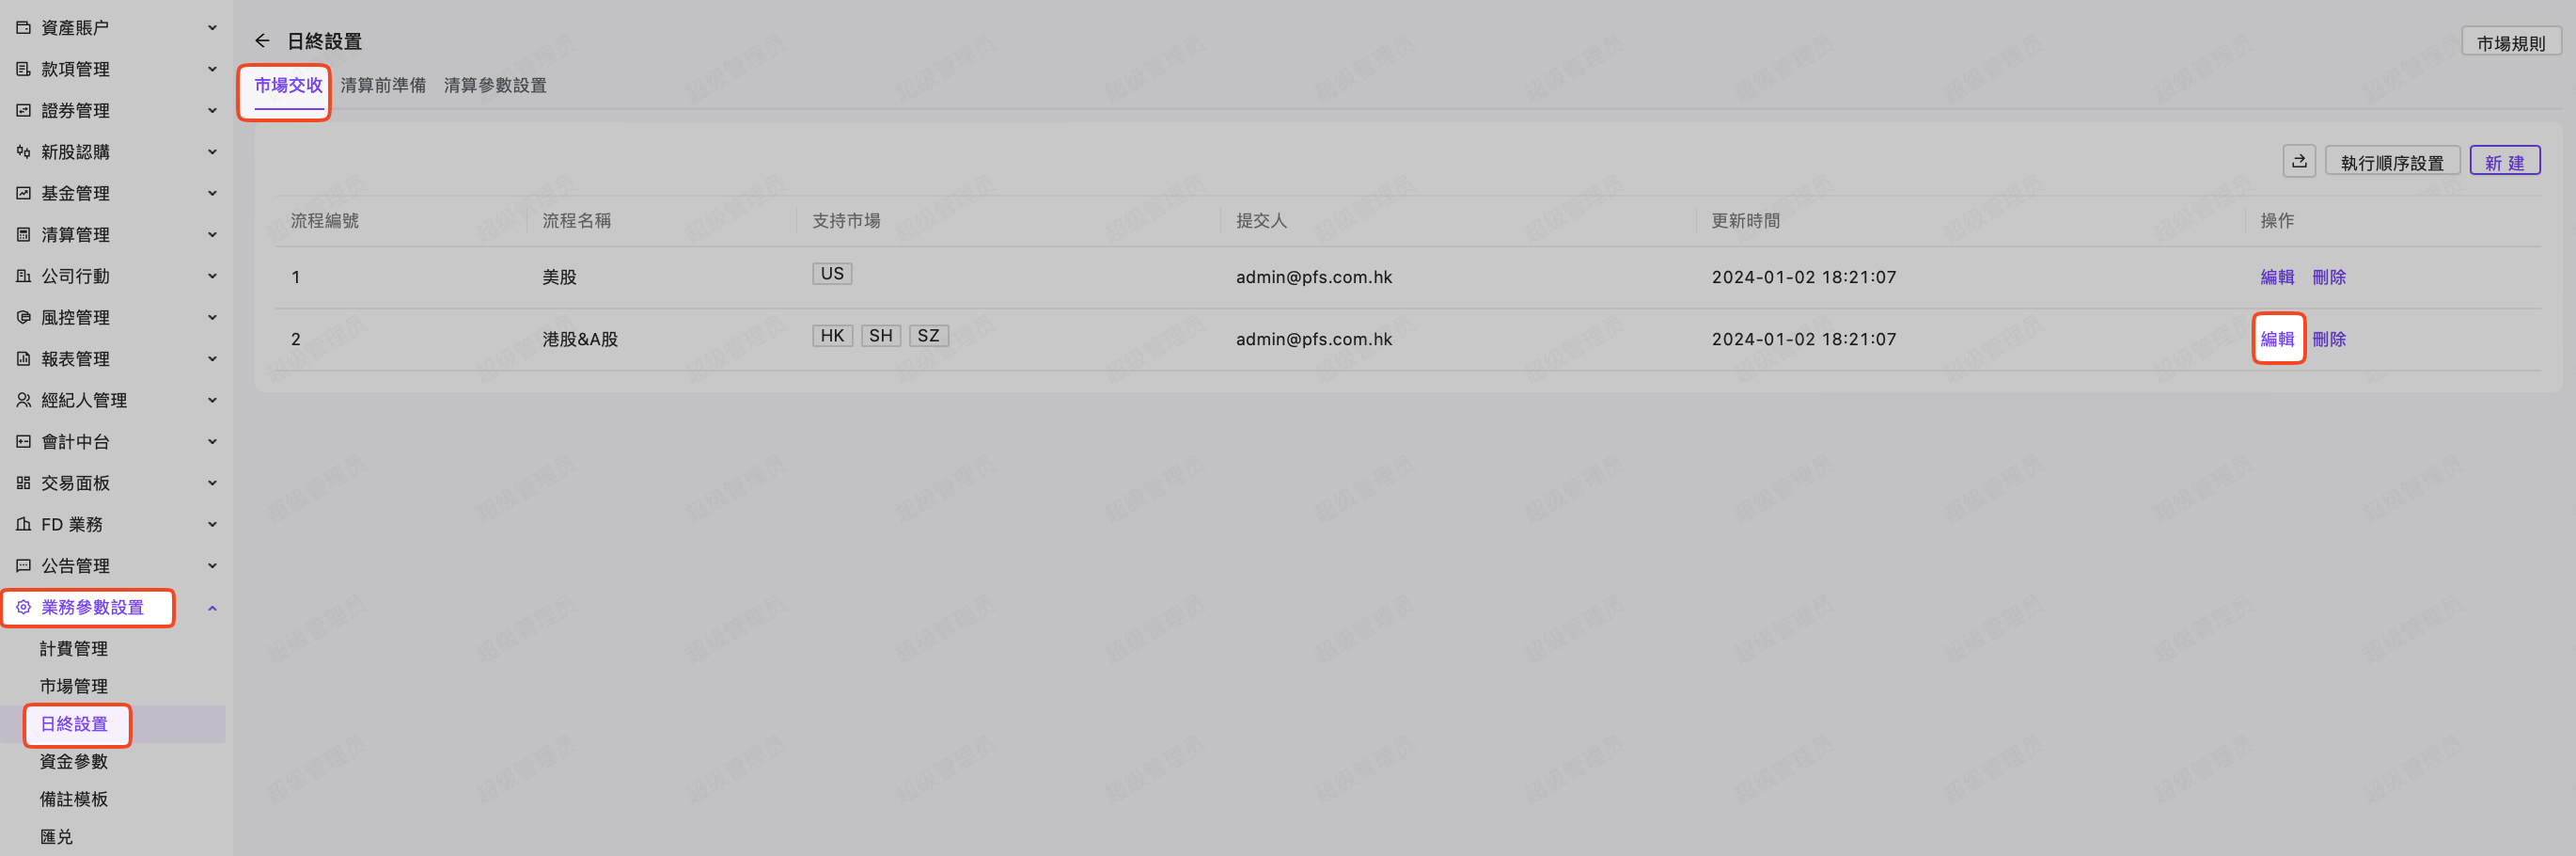 資產賬户
款項管理
證券管理
新股認購
基金管理
清算管理
公司行動
風控管理
報表管理
經紀人管理
會計中台
交易面板
FD 業務
公告管理
業務參數設置
計費管理
市場管理
日終設置
資金參數
備註模板
匯兑
日終設置
市場規則
市場交收 清算前準備 清算參數設置
執行順序設置 新 建
流程編號 流程名稱 支持市場 提交人 更新時間 操作
1 美股 US admin@pfs.com.hk 2024-01-02 18:21:07 編輯 刪除
2 港股&A股 HK SH SZ admin@pfs.com.hk 2024-01-02 18:21:07 編輯 刪除
超级管理员